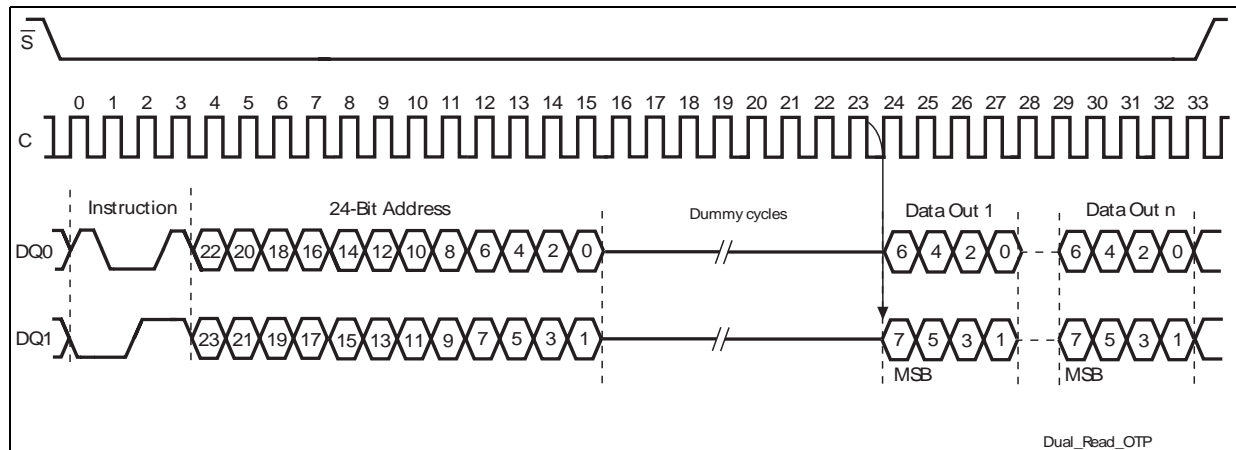 S
0 1 2 3 4 5 6 7 8 9 10 11 12 13 14 15 16 17 18 19 20 21 22 23 24 25 26 27 28 29 30 31 32 33
C
Instruction 24-Bit Address Dummy cycles Data Out 1 Data Out n
DQ0 22 20 18 16 14 12 10 8 6 4 2 0 6 4 2 0 6 4 2 0
DQ1 23 21 19 17 15 13 11 9 7 5 3 1 7 5 3 1 7 5 3 1
MSB MSB
Dual_Read_OTP